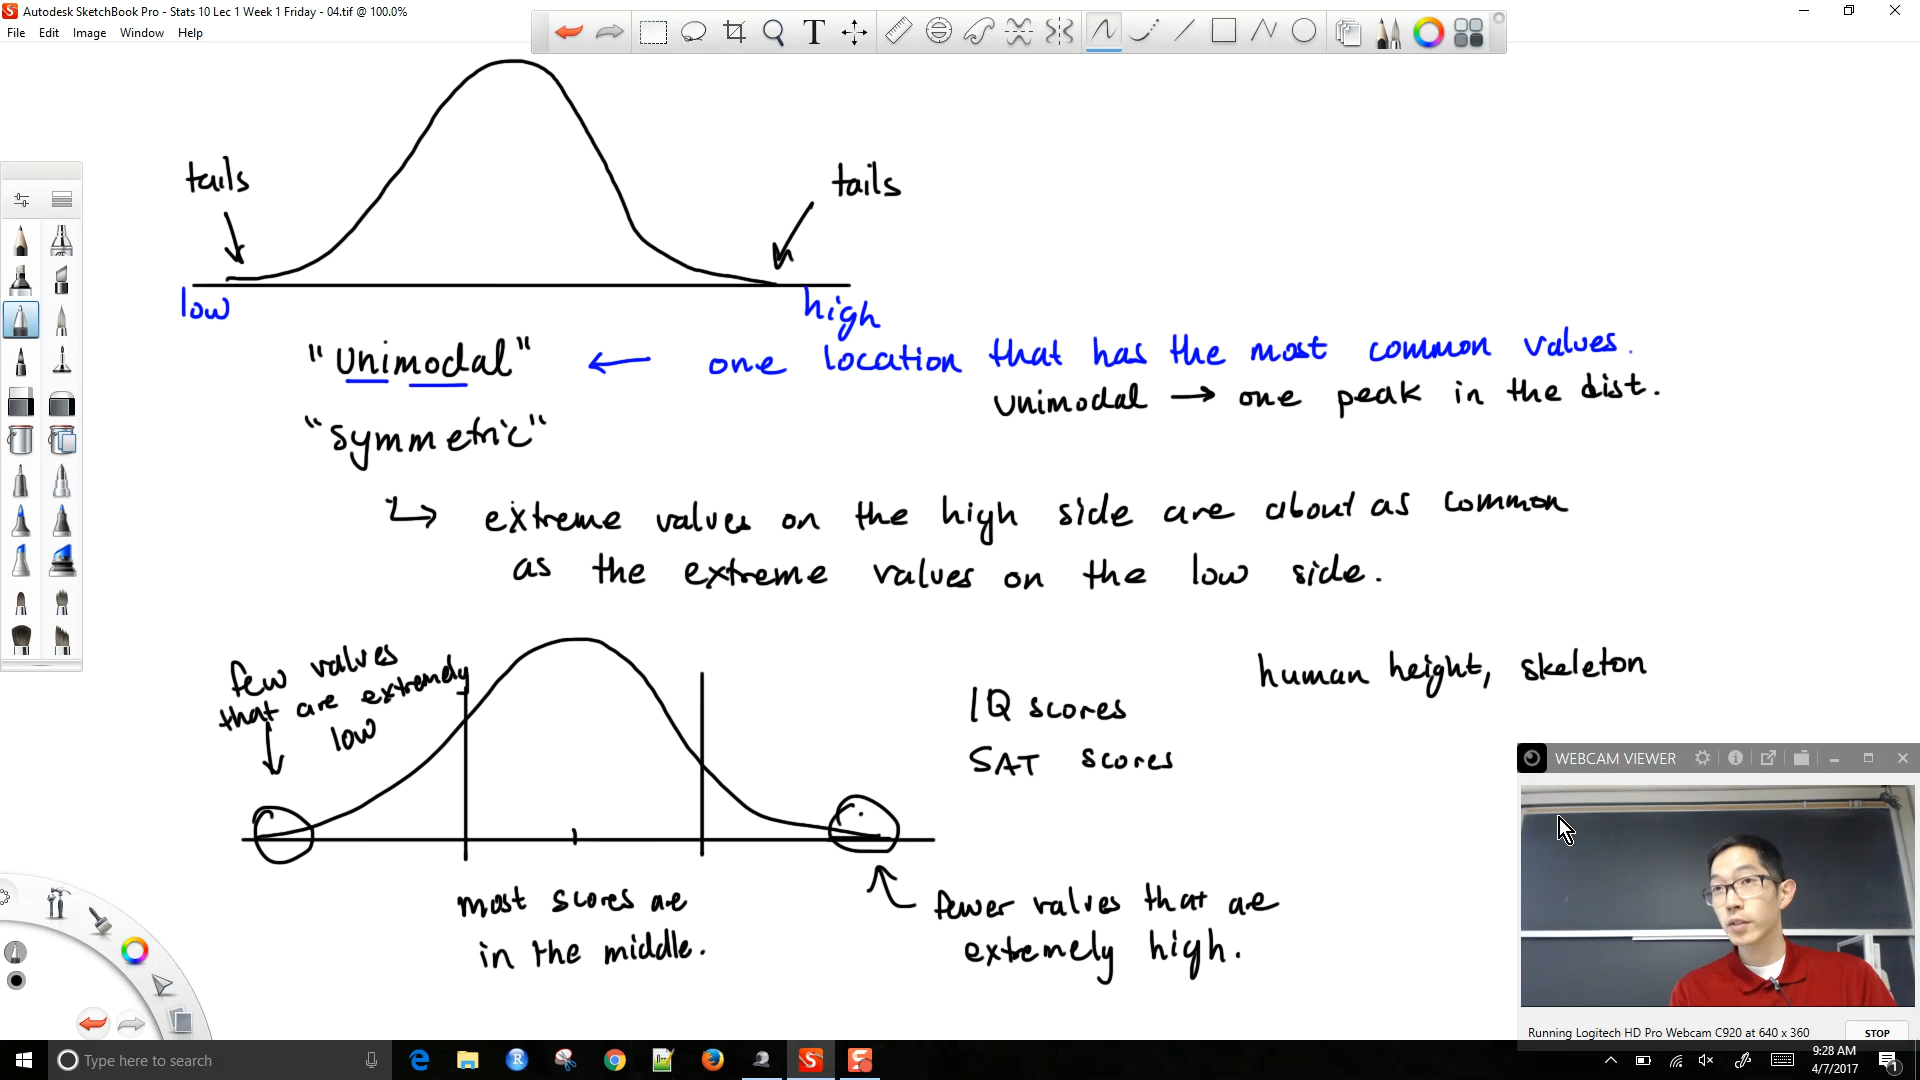 Autodesk SketchBook Pro - Stats 10 Lec 1 Week 1 Friday - 04.tif @ 100.0%
File Edit Image Window Help
tails
tails
low
high
"unimodal" ← one location that has the most common values.
unimodal → one peak in the dist.
"symmetric"
extreme values on the high side are about as common
as the extreme values on the low side.
few values
that are extremely
low
human height, skeleton
IQ scores
SAT scores
WEBCAM VIEWER
most scores are
in the middle.
fewer values that are
extremely high.
Running Logitech HD Pro Webcam C920 at 640 x 360
STOP
Type here to search
9:28 AM
4/7/2017